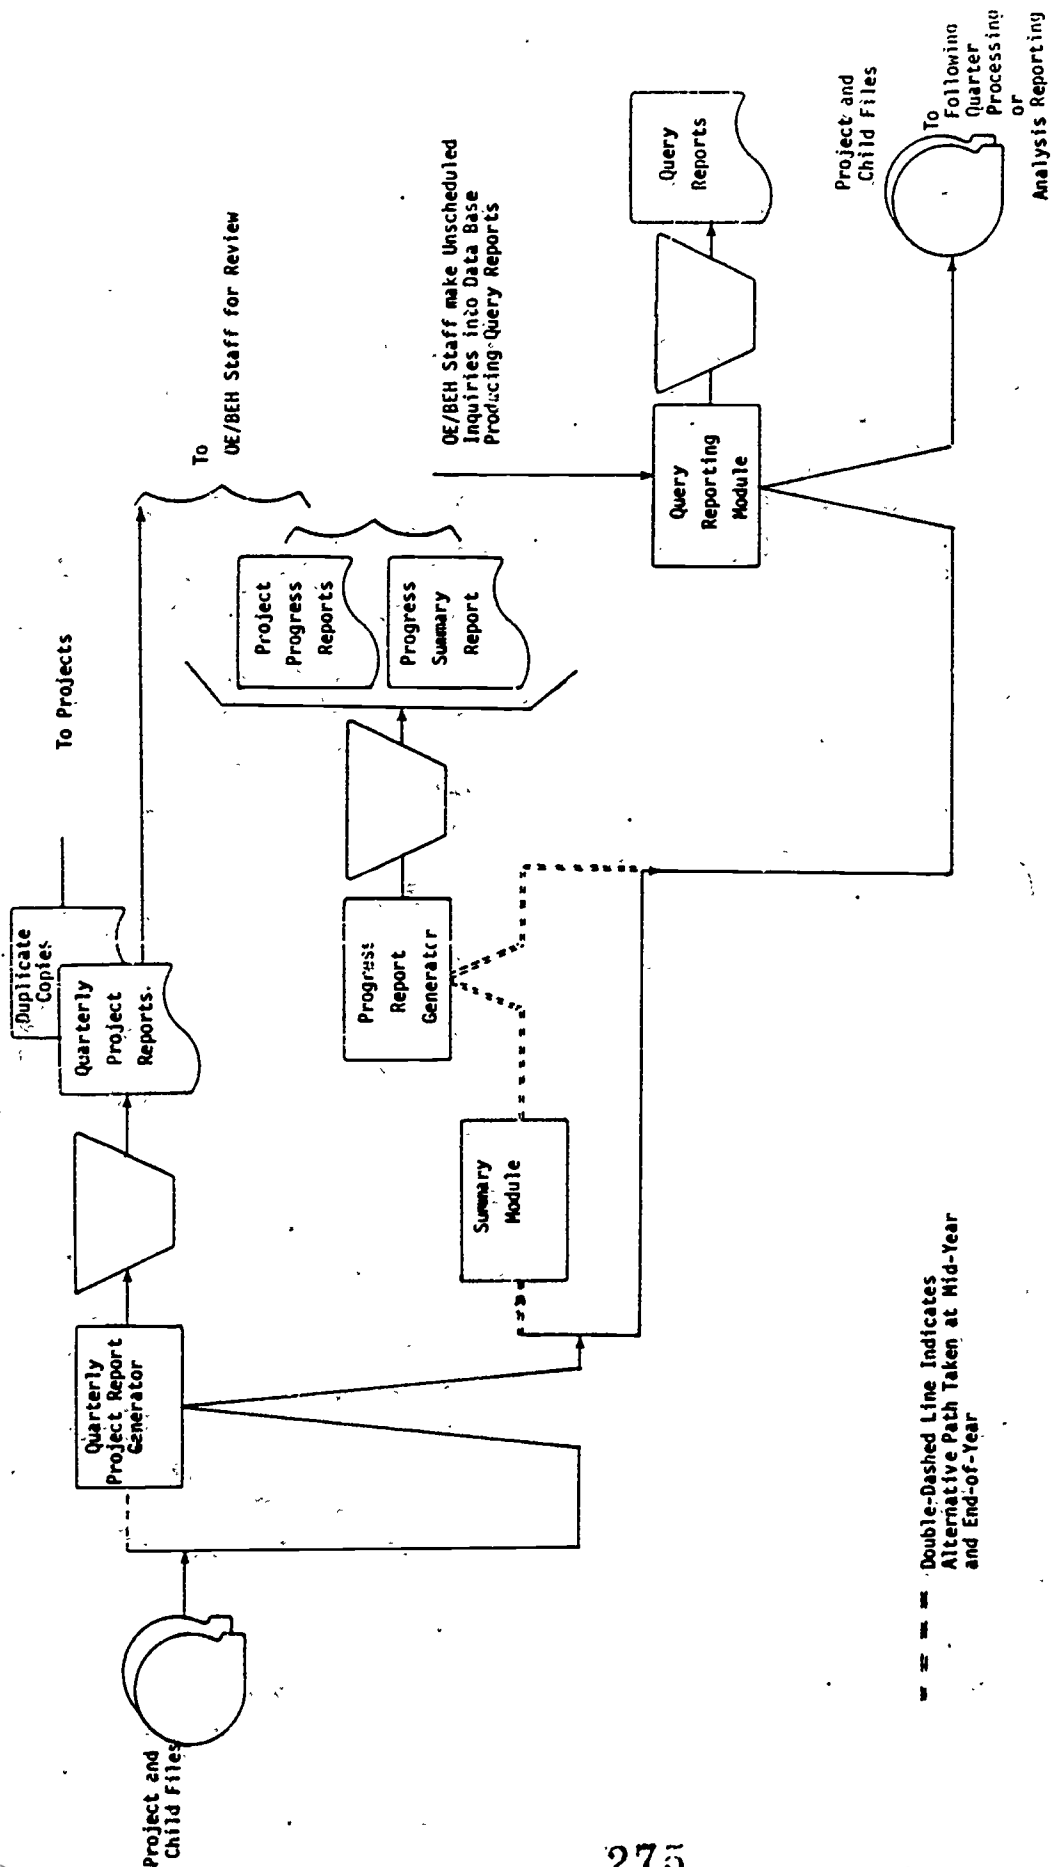 Project and
Child Files
Quarterly
Project Report
Generator
Duplicate
Copies
Quarterly
Project
Reports.
To Projects
To
OE/BEH Staff for Review
Summary
Module
Progress
Report
Generator
Project
Progress
Reports
Progress
Summary
Report
OE/BEH Staff make Unscheduled
Inquiries into Data Base
Producing Query Reports
Query
Reporting
Module
Query
Reports
Project and
Child Files
To
Following
Quarter
Processing
or
Analysis Reporting
Double-Dashed Line Indicates
Alternative Path Taken at Mid-Year
and End-of-Year
275